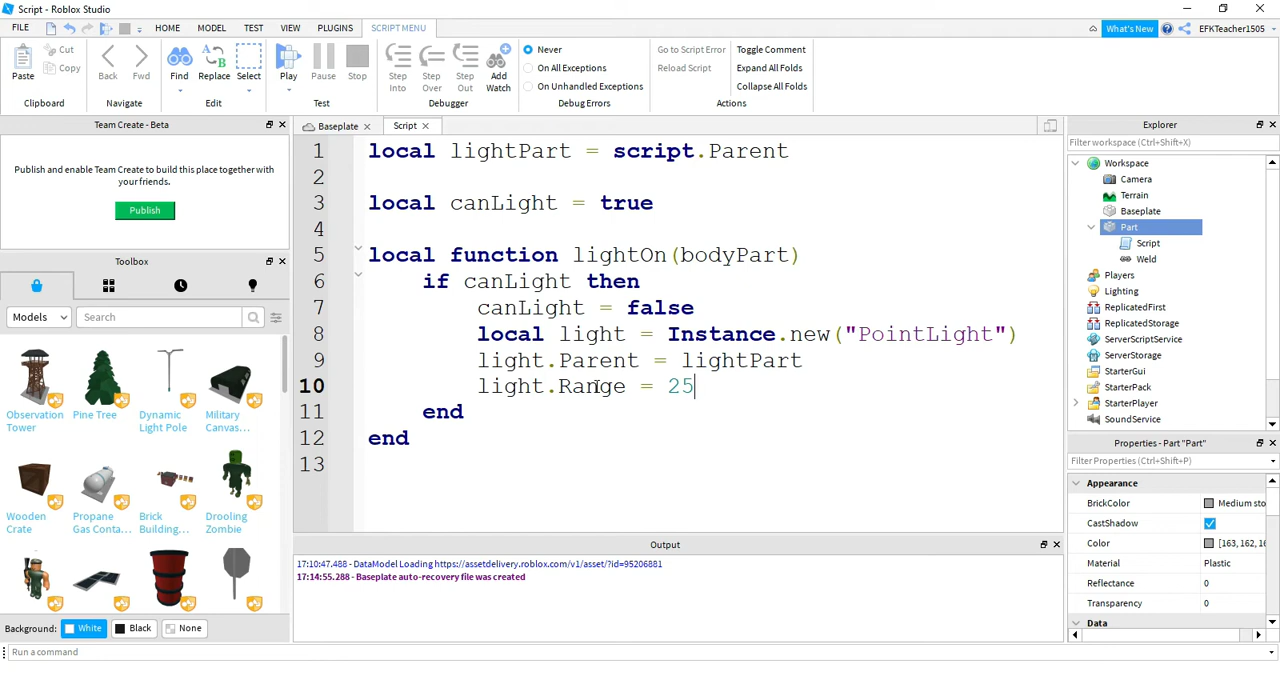 Script - Roblox Studio
FILE HOME MODEL TEST VIEW PLUGINS SCRIPT MENU What's New EFKTeacher1505
Paste Cut Copy Back Fwd Find Replace Select Play Pause Stop
Step Into Step Over Step Out Add Watch
Never
On All Exceptions
On Unhandled Exceptions
Go to Script Error
Reload Script
Toggle Comment
Expand All Folds
Collapse All Folds
Clipboard Navigate Edit Test Debugger Debug Errors Actions
Team Create - Beta
Publish and enable Team Create to build this place together with
your friends.
Publish
Toolbox
Models Search
Observation Tower
Pine Tree
Dynamic Light Pole
Military Canvas...
Wooden Crate
Propane Gas Conta...
Brick Building...
Drooling Zombie
Background: White Black None
Run a command
Baseplate Script
1 local lightPart = script.Parent
2
3 local canLight = true
4
5 local function lightOn(bodyPart)
6 if canLight then
7 canLight = false
8 local light = Instance.new("PointLight")
9 light.Parent = lightPart
10 light.Range = 25
11 end
12 end
13
Output
17:10:47.488 - DataModel Loading https://assetdelivery.roblox.com/v1/asset/?id=95206881
17:14:55.288 - Baseplate auto-recovery file was created
Explorer
Filter workspace (Ctrl+Shift+X)
Workspace
Camera
Terrain
Baseplate
Part
Script
Weld
Players
Lighting
ReplicatedFirst
ReplicatedStorage
ServerScriptService
ServerStorage
StarterGui
StarterPack
StarterPlayer
SoundService
Properties - Part "Part"
Filter Properties (Ctrl+Shift+P)
Appearance
BrickColor Medium sto
CastShadow
Color [163, 162, 16
Material Plastic
Reflectance 0
Transparency 0
Data